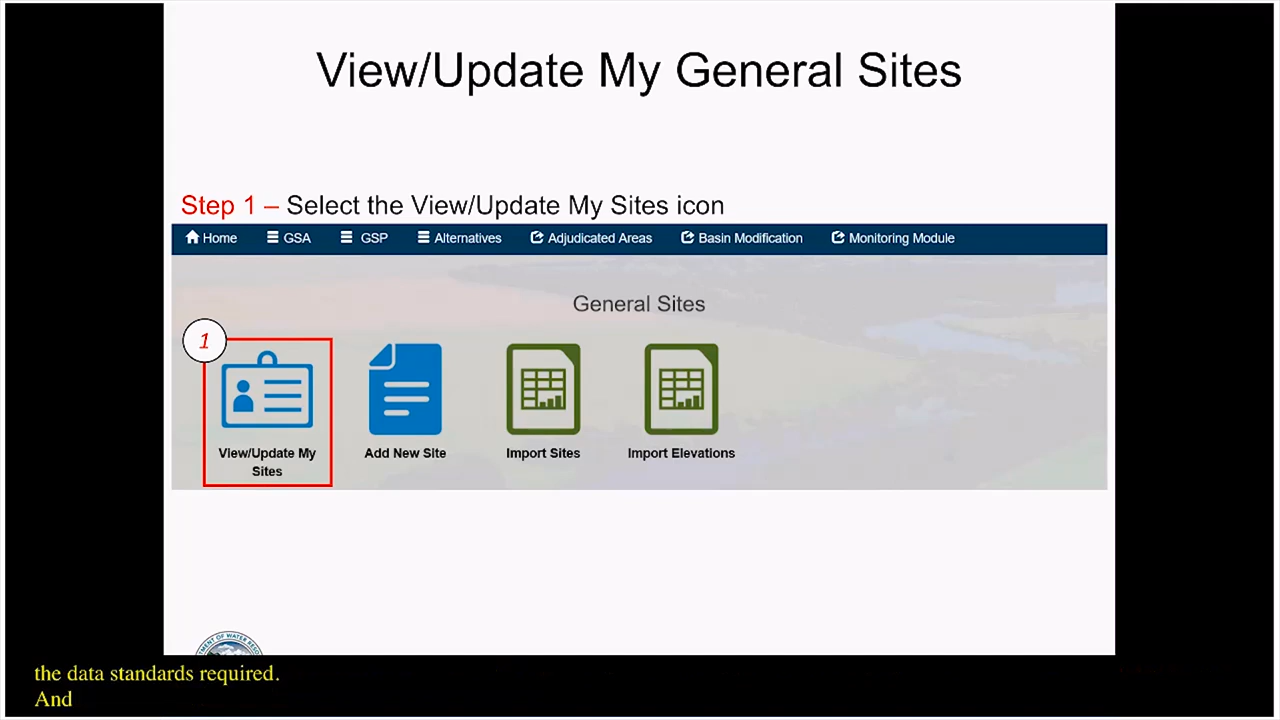 View/Update My General Sites
Step 1 – Select the View/Update My Sites icon
Home GSA GSP Alternatives Adjudicated Areas Basin Modification Monitoring Module
General Sites
1
View/Update My
Sites
Add New Site
Import Sites
Import Elevations
the data standards required.
And